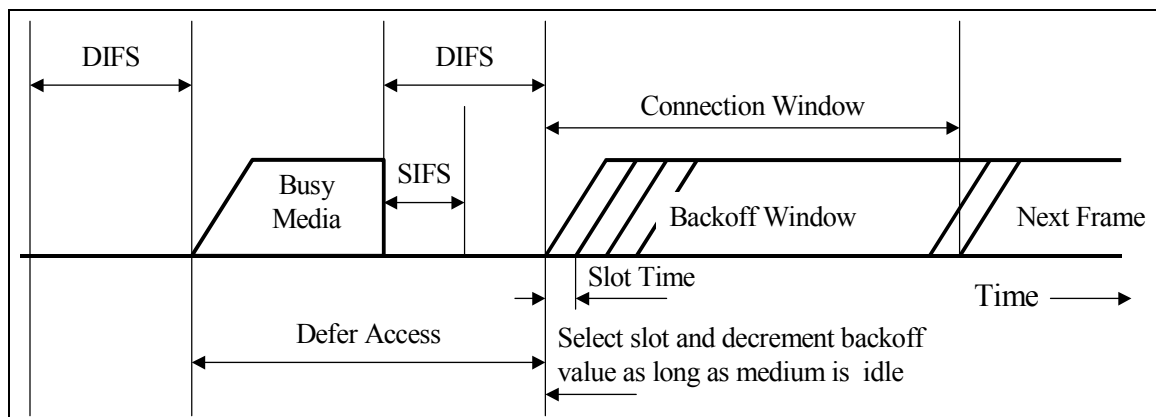 DIFS
DIFS
Connection Window
SIFS
Busy
Media
Backoff Window
Next Frame
Slot Time
Time
Defer Access
Select slot and decrement backoff
value as long as medium is idle